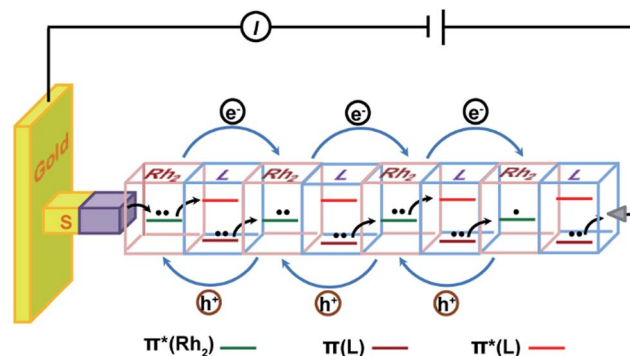 I
Gold
S
e⁻ e⁻ e⁻
Rh₂ L Rh₂ L Rh₂ L Rh₂ L
h⁺ h⁺ h⁺
π*(Rh₂) π(L) π*(L)